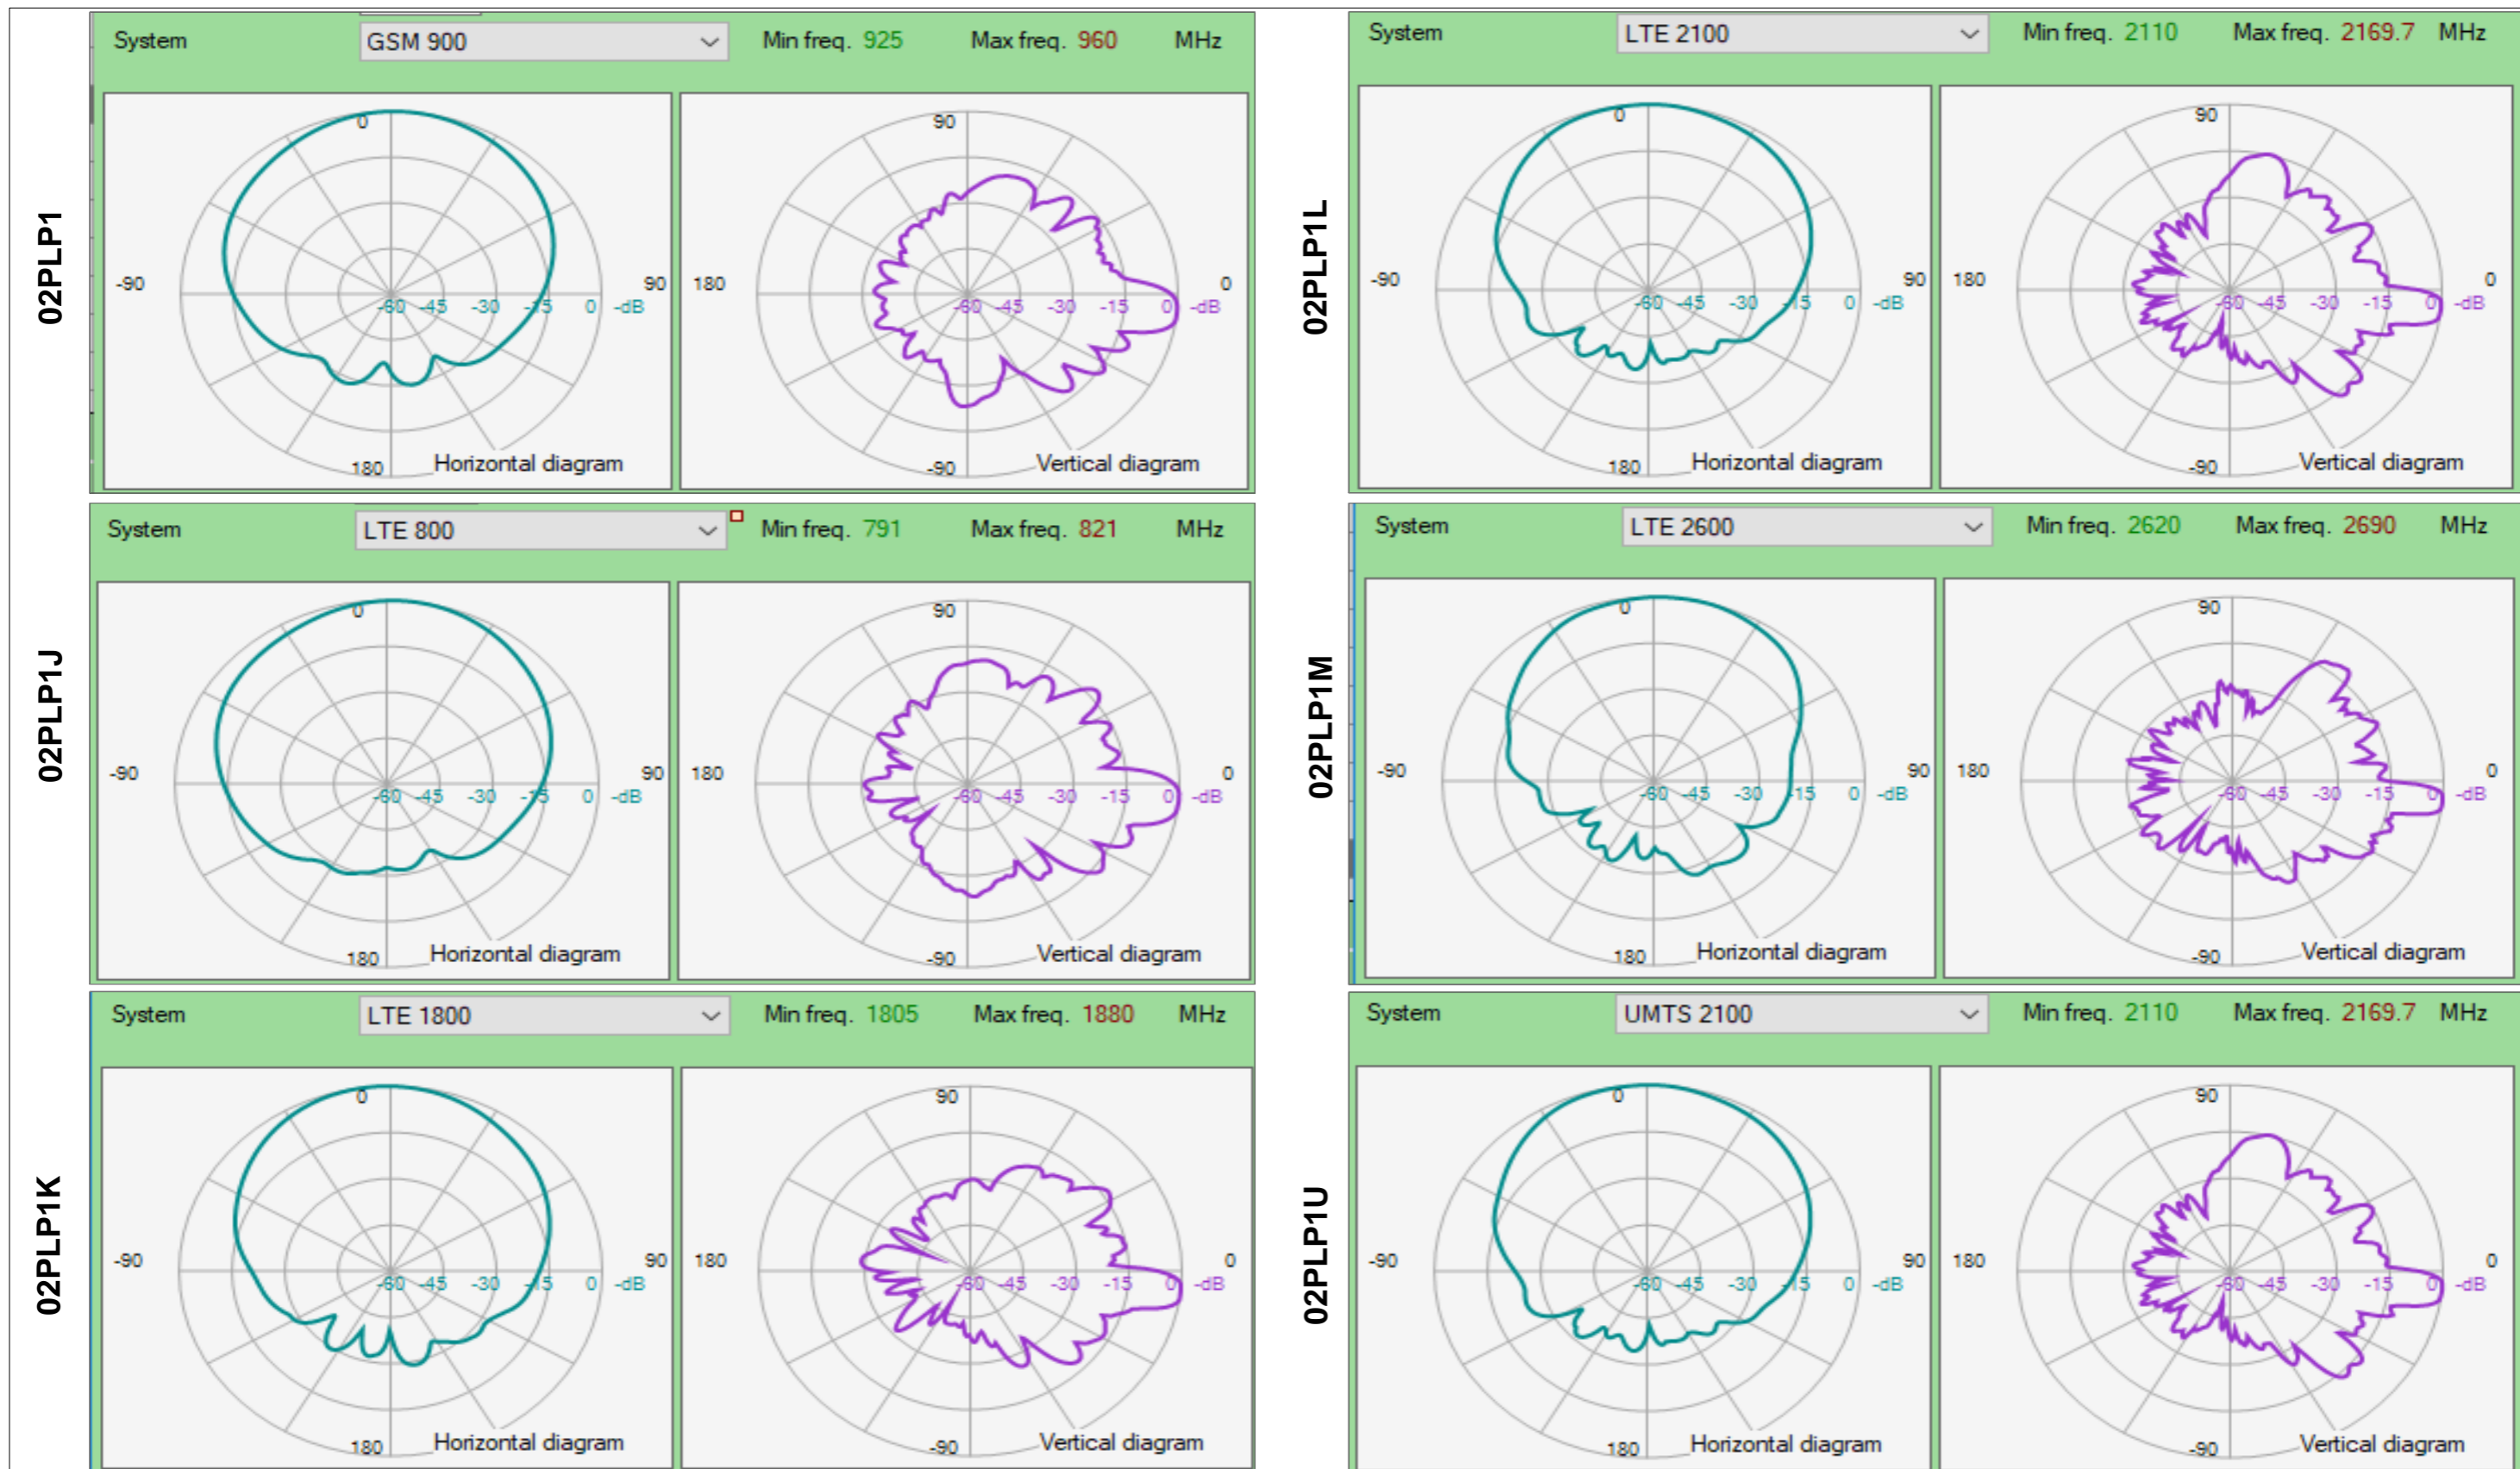 02PLP1
System GSM 900 Min freq. 925 Max freq. 960 MHz
0
-90 90
-60 -45 -30 -15 0 -dB
180 Horizontal diagram
90
180 0
-60 -45 -30 -15 0 -dB
-90 Vertical diagram
02PLP1L
System LTE 2100 Min freq. 2110 Max freq. 2169.7 MHz
0
-90 90
-60 -45 -30 -15 0 -dB
180 Horizontal diagram
90
180 0
-60 -45 -30 -15 0 -dB
-90 Vertical diagram
02PLP1J
System LTE 800 Min freq. 791 Max freq. 821 MHz
0
-90 90
-60 -45 -30 -15 0 -dB
180 Horizontal diagram
90
180 0
-60 -45 -30 -15 0 -dB
-90 Vertical diagram
02PLP1M
System LTE 2600 Min freq. 2620 Max freq. 2690 MHz
0
-90 90
-60 -45 -30 -15 0 -dB
180 Horizontal diagram
90
180 0
-60 -45 -30 -15 0 -dB
-90 Vertical diagram
02PLP1K
System LTE 1800 Min freq. 1805 Max freq. 1880 MHz
0
-90 90
-60 -45 -30 -15 0 -dB
180 Horizontal diagram
90
180 0
-60 -45 -30 -15 0 -dB
-90 Vertical diagram
02PLP1U
System UMTS 2100 Min freq. 2110 Max freq. 2169.7 MHz
0
-90 90
-60 -45 -30 -15 0 -dB
180 Horizontal diagram
90
180 0
-60 -45 -30 -15 0 -dB
-90 Vertical diagram